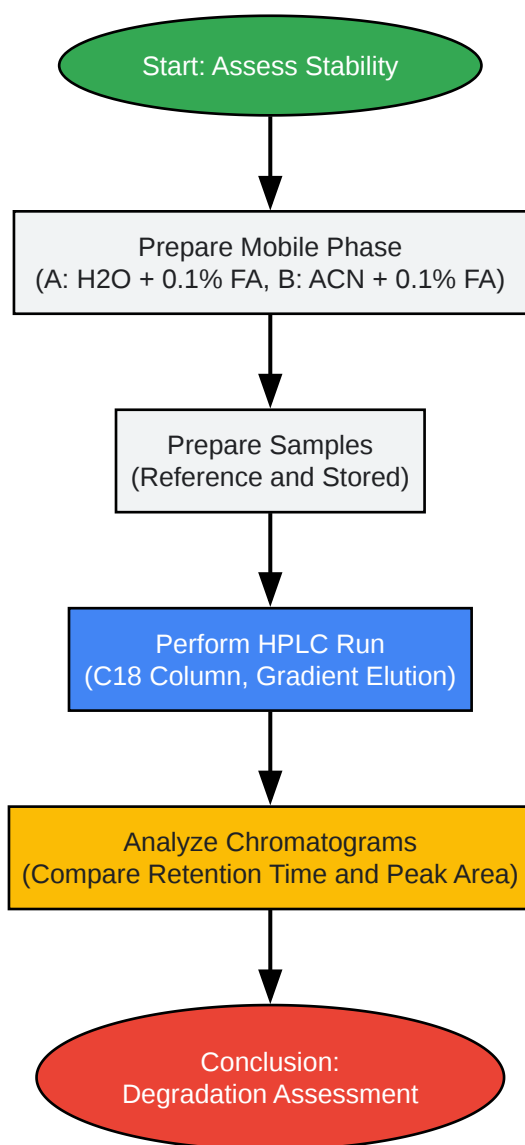 Start: Assess Stability
Prepare Mobile Phase
(A: H2O + 0.1% FA, B: ACN + 0.1% FA)
Prepare Samples
(Reference and Stored)
Perform HPLC Run
(C18 Column, Gradient Elution)
Analyze Chromatograms
(Compare Retention Time and Peak Area)
Conclusion:
Degradation Assessment